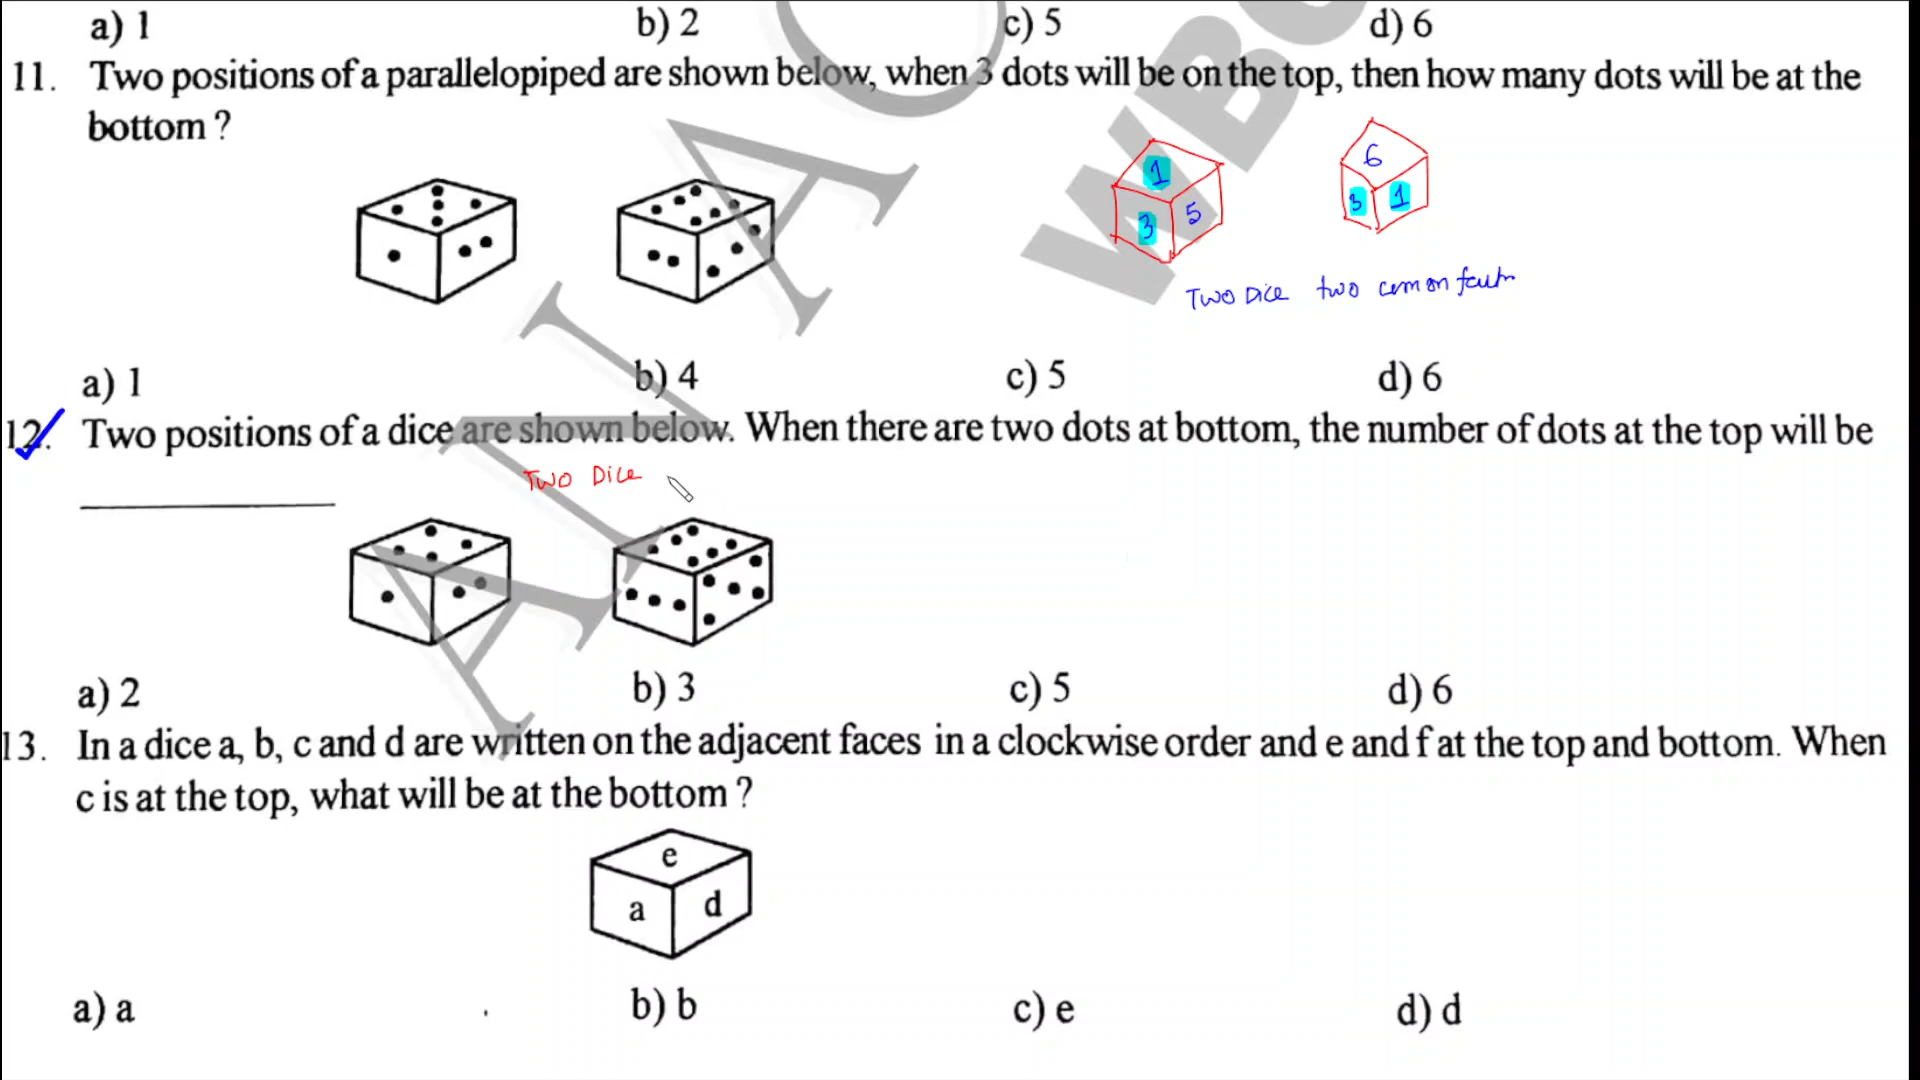 a) 1 b) 2 c) 5 d) 6
11. Two positions of a parallelopiped are shown below, when 3 dots will be on the top, then how many dots will be at the
bottom ?
1
3
5
6
3
1
Two Dice two
a) 1 b) 4 c) 5 d) 6
12. Two positions of a dice are shown below. When there are two dots at bottom, the number of dots at the top will be
Two Dice
a) 2 b) 3 c) 5 d) 6
13. In a dice a, b, c and d are written on the adjacent faces in a clockwise order and e and f at the top and bottom. When
c is at the top, what will be at the bottom ?
e
a d
a) a b) b c) e d) d